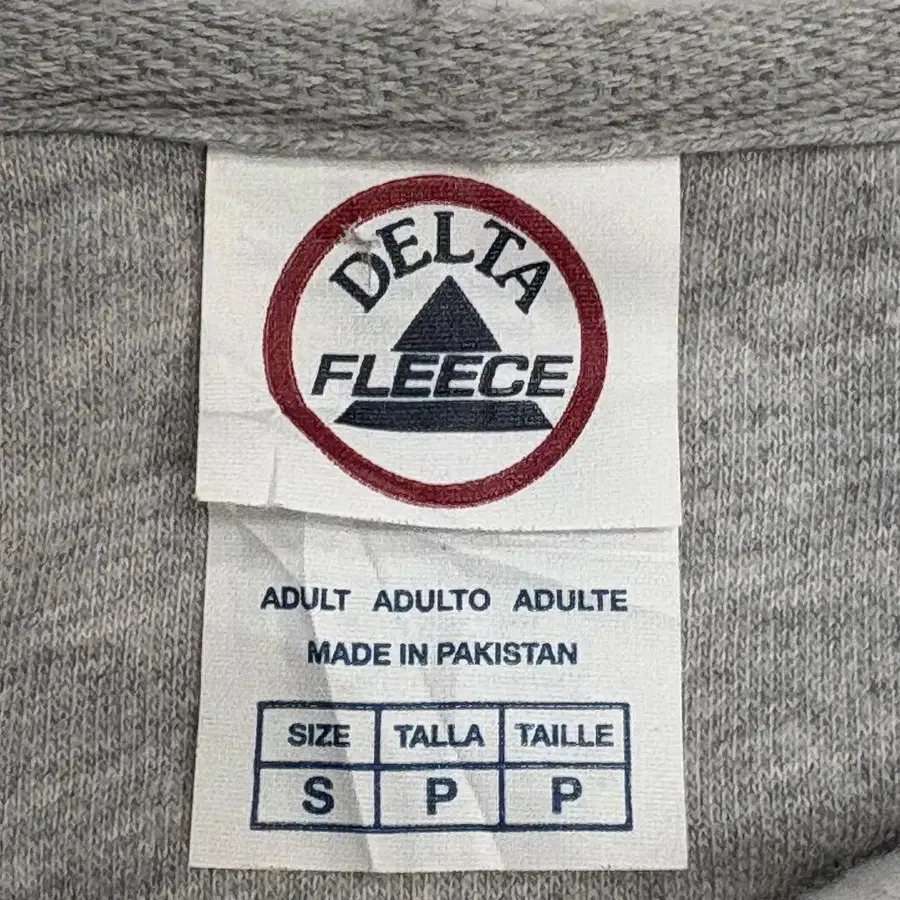 DELTA
FLEECE
ADULT ADULTO ADULTE
MADE IN PAKISTAN
SIZE TALLA TAILLE
S P P